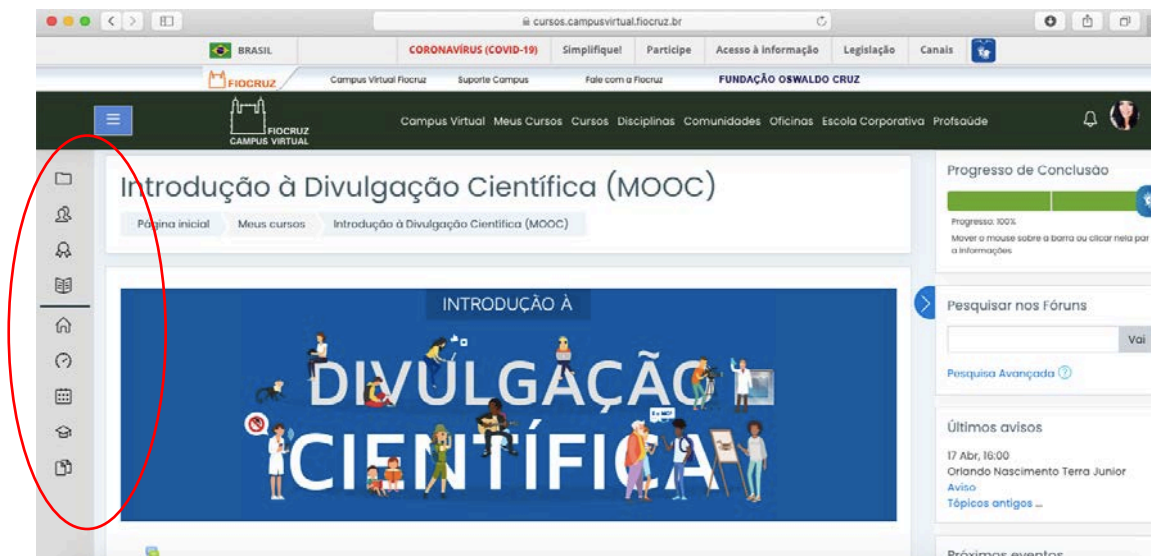 cursos.campusvirtual.fiocruz.br
BRASIL CORONAVÍRUS (COVID-19) Simplifique! Participe Acesso à informação Legislação Canais
FIOCRUZ Campus Virtual Fiocruz Suporte Campus Fale com a Fiocruz FUNDAÇÃO OSWALDO CRUZ
FIOCRUZ
CAMPUS VIRTUAL
Campus Virtual Meus Cursos Cursos Disciplinas Comunidades Oficinas Escola Corporativa Profsaúde
Introdução à Divulgação Científica (MOOC)
Página inicial Meus cursos Introdução à Divulgação Científica (MOOC)
INTRODUÇÃO À
DIVULGAÇÃO
CIENTÍFICA
Progresso de Conclusão
Progresso: 100%
Mover o mouse sobre a barra ou clicar nela par
a informações
Pesquisar nos Fóruns
Vai
Pesquisa Avançada
Últimos avisos
17 Abr, 16:00
Orlando Nascimento Terra Junior
Aviso
Tópicos antigos ...
Próximos eventos